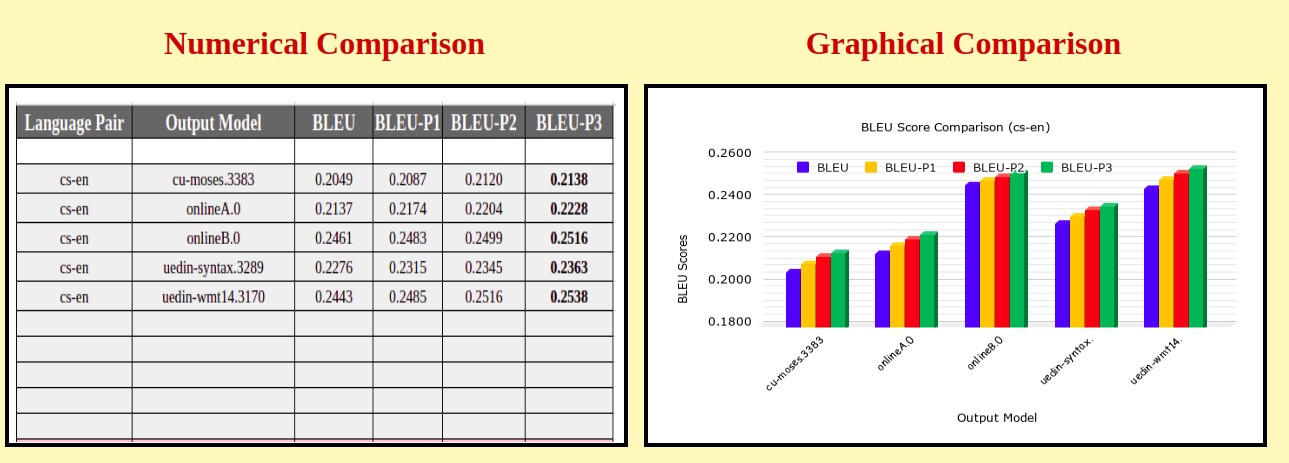 Numerical Comparison
Language Pair Output Model BLEU BLEU-P1 BLEU-P2 BLEU-P3
cs-en cu-moses.3383 0.2049 0.2087 0.2120 0.2138
cs-en onlineA.0 0.2137 0.2174 0.2204 0.2228
cs-en onlineB.0 0.2461 0.2483 0.2499 0.2516
cs-en uedin-syntax.3289 0.2276 0.2315 0.2345 0.2363
cs-en uedin-wmt14.3170 0.2443 0.2485 0.2516 0.2538
Graphical Comparison
BLEU Score Comparison (cs-en)
BLEU BLEU-P1 BLEU-P2 BLEU-P3
0.2600
0.2400
0.2200
0.2000
0.1800
BLEU Scores
cu-moses.3383
onlineA.0
onlineB.0
uedin-syntax.
uedin-wmt14.
Output Model